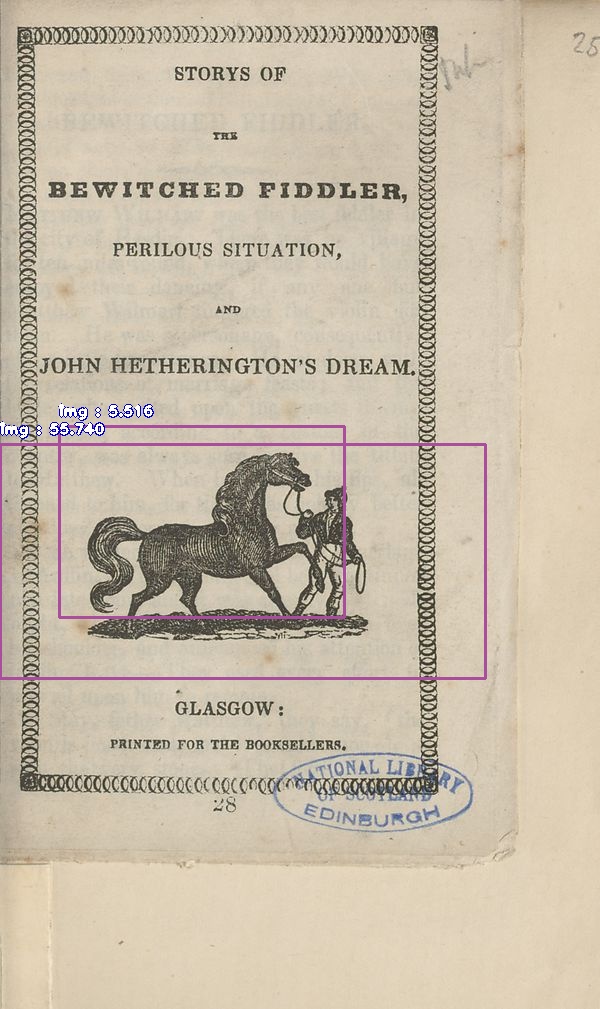 STORYS OF
THE
BEWITCHED FIDDLER,
PERILOUS SITUATION,
AND
JOHN HETHERINGTON'S DREAM.
img : 5.516
img : 55.740
GLASGOW:
PRINTED FOR THE BOOKSELLERS.
28
NATIONAL LIBRARY
OF SCOTLAND
EDINBURGH
25